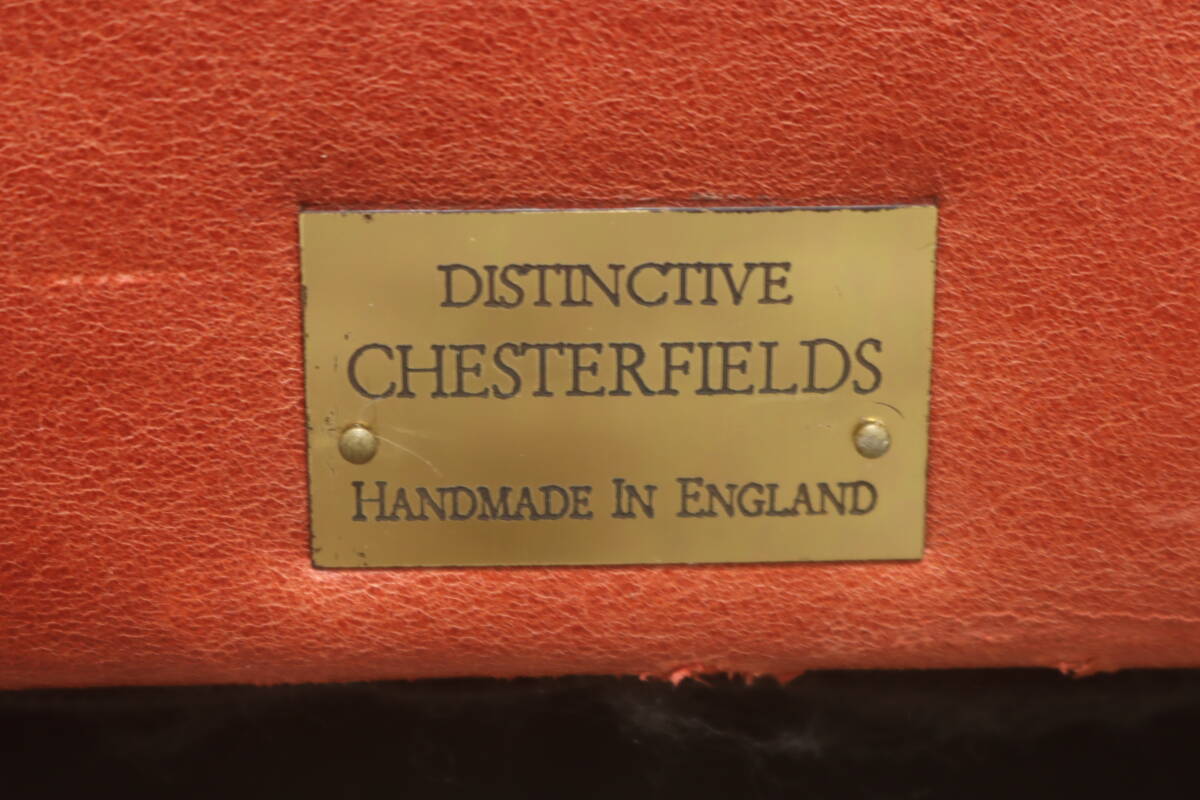 DISTINCTIVE
CHESTERFIELDS
HANDMADE IN ENGLAND